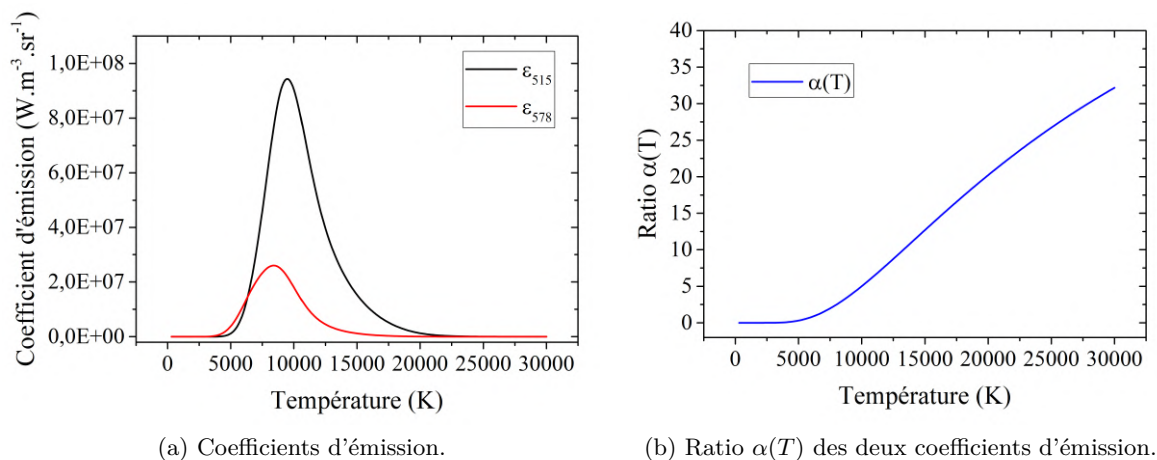 Coefficient d'émission (W.m⁻³.sr⁻¹)
1,0E+08
8,0E+07
6,0E+07
4,0E+07
2,0E+07
0,0E+00
ε₅₁₅
ε₅₇₈
0 5000 10000 15000 20000 25000 30000
Température (K)
(a) Coefficients d'émission.
Ratio α(T)
40
35
30
25
20
15
10
5
0
α(T)
0 5000 10000 15000 20000 25000 30000
Température (K)
(b) Ratio α(T) des deux coefficients d'émission.